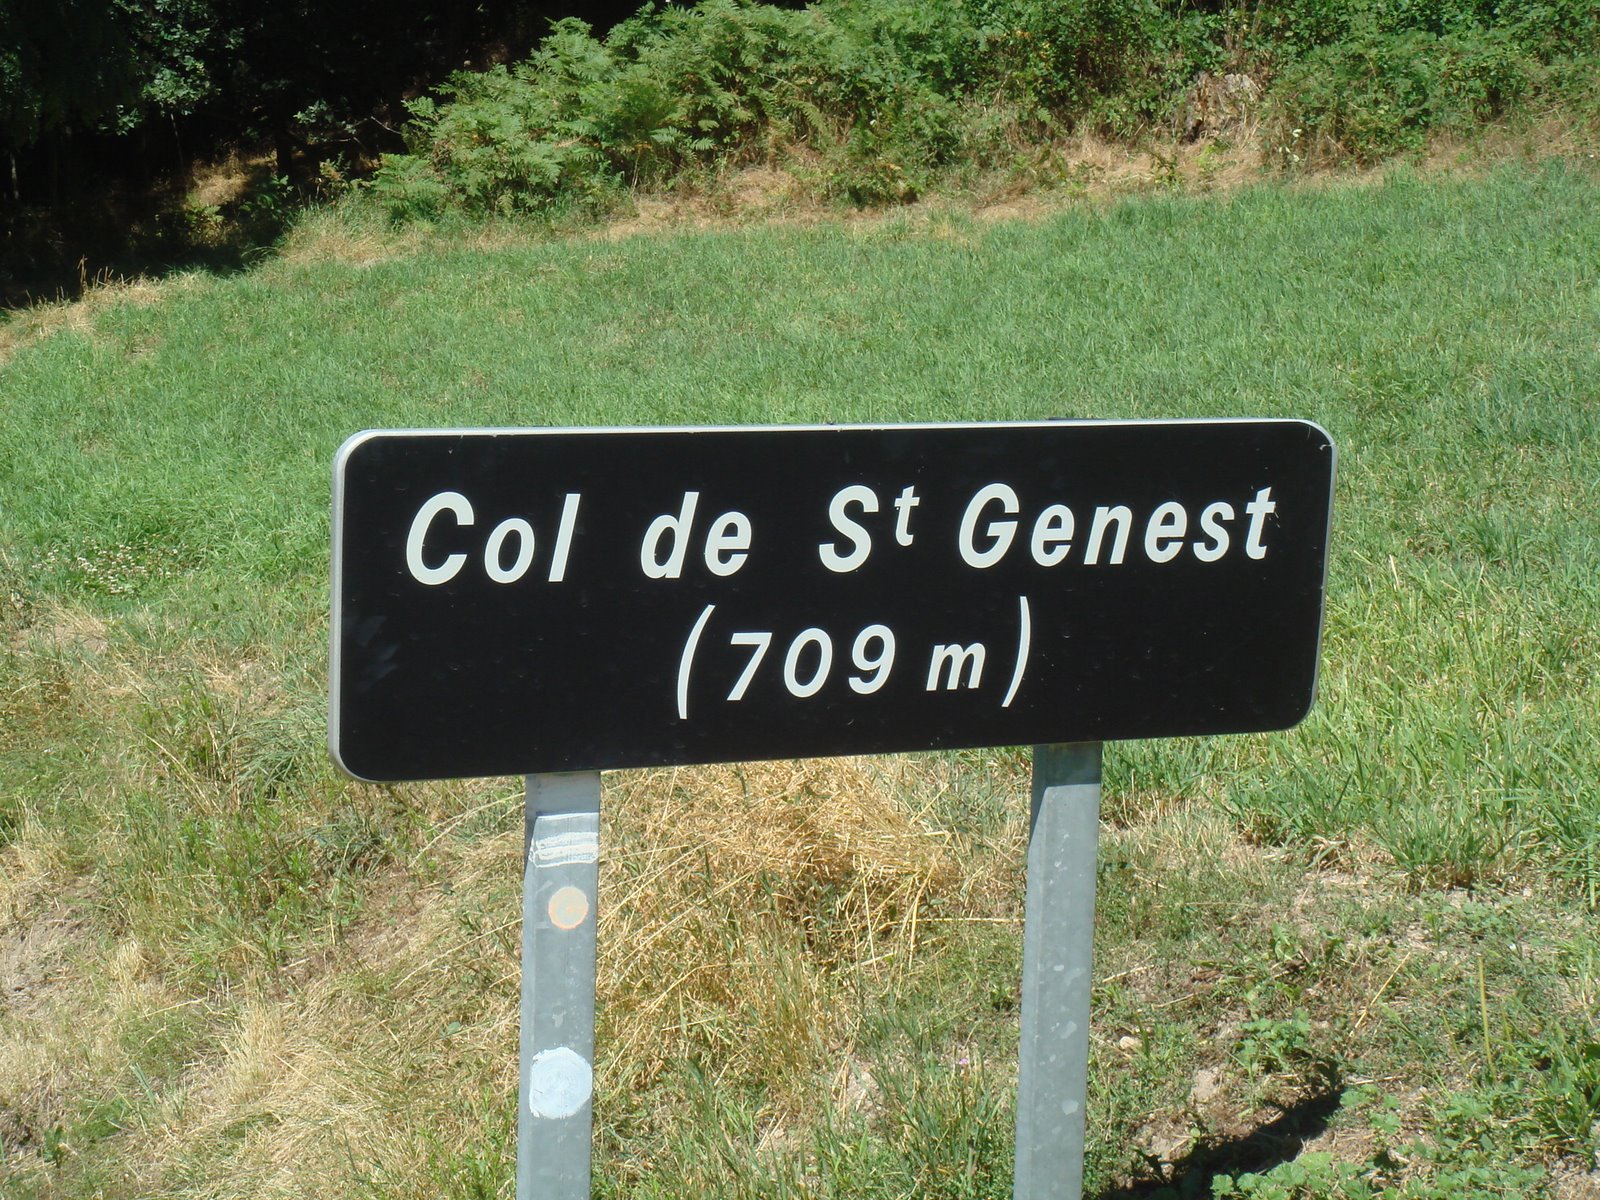 Col de St Genest
(709 m)